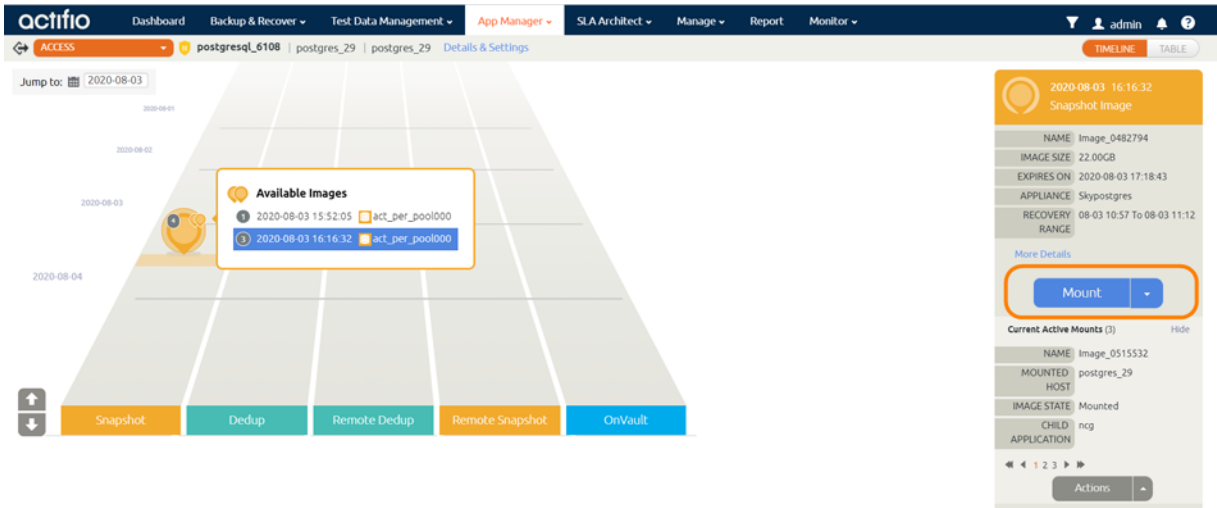 actifio Dashboard Backup & Recover Test Data Management App Manager SLA Architect Manage Report Monitor admin
ACCESS postgresql_6108 | postgres_29 | postgres_29 Details & Settings TIMELINE TABLE
Jump to: 2020-08-03
2020-08-01
2020-08-02
2020-08-03
2020-08-04
4
Available Images
1 2020-08-03 15:52:05 act_per_pool000
3 2020-08-03 16:16:32 act_per_pool000
Snapshot Dedup Remote Dedup Remote Snapshot OnVault
2020-08-03 16:16:32
Snapshot Image
NAME Image_0482794
IMAGE SIZE 22.00GB
EXPIRES ON 2020-08-03 17:18:43
APPLIANCE Skypostgres
RECOVERY RANGE 08-03 10:57 To 08-03 11:12
More Details
Mount
Current Active Mounts (3) Hide
NAME Image_0515532
MOUNTED HOST postgres_29
IMAGE STATE Mounted
CHILD APPLICATION ncg
1 2 3
Actions